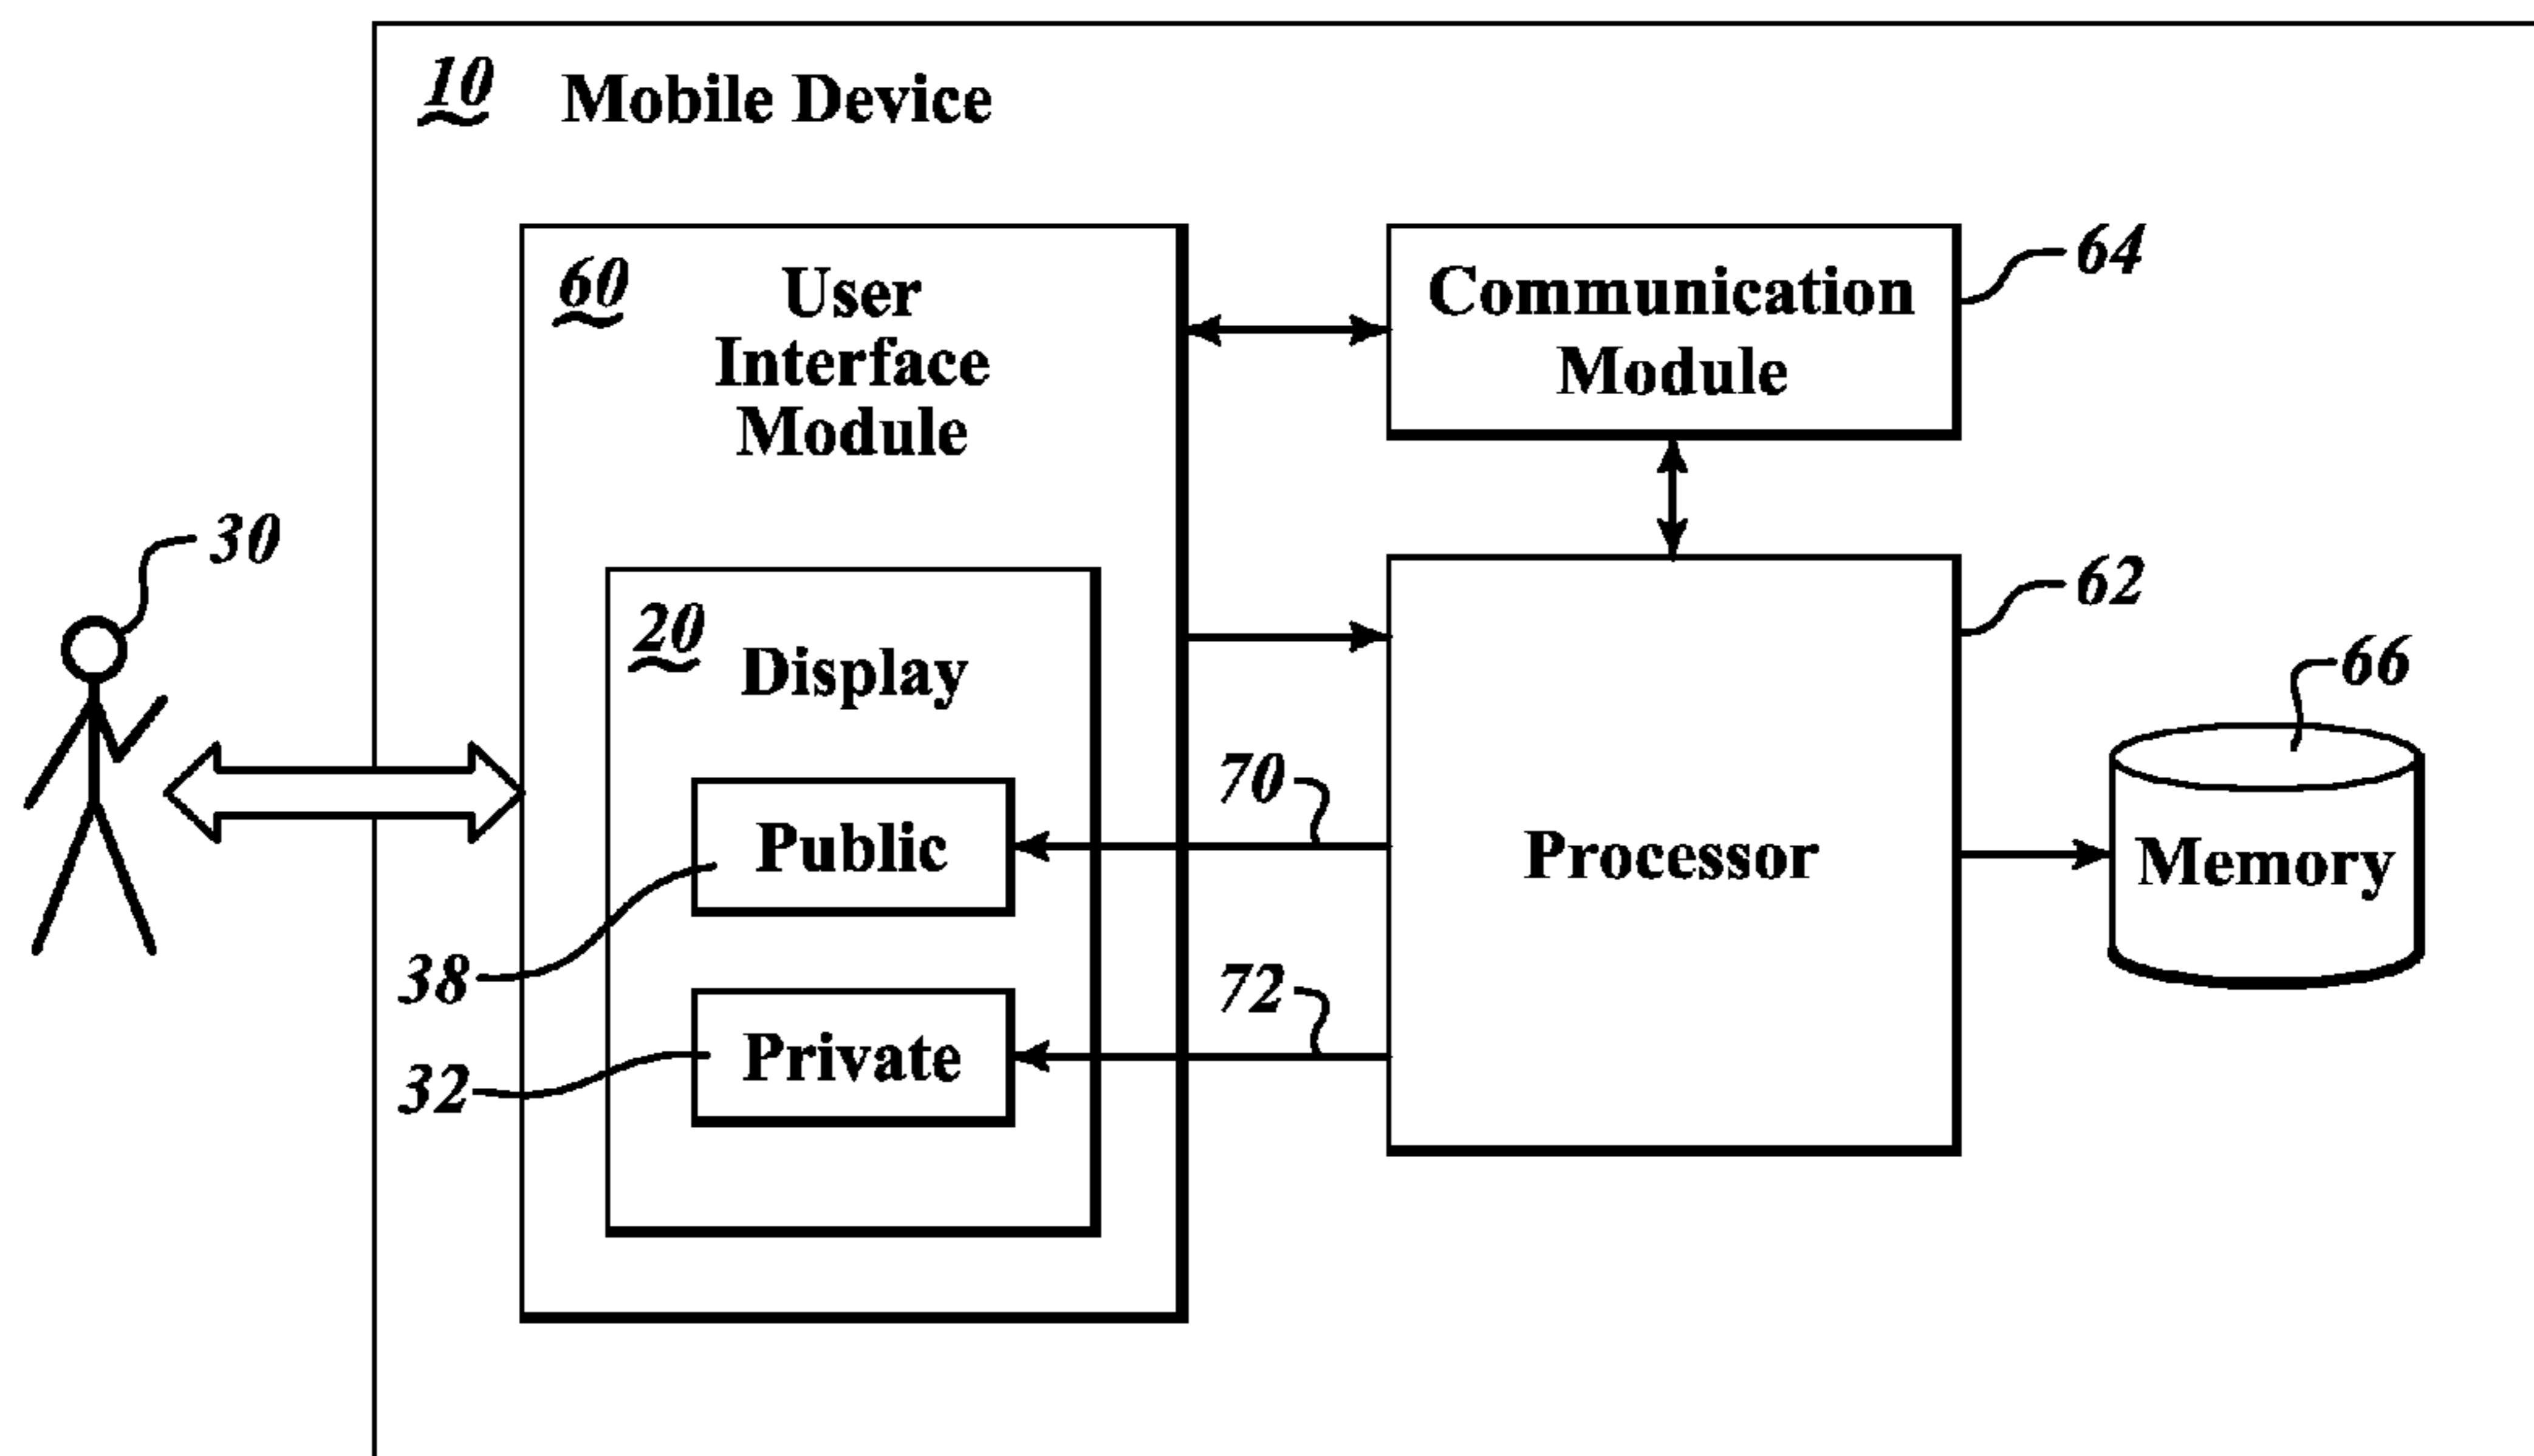 10 Mobile Device
60 User
Interface
Module
Communication
Module
64
30
20
Display
62
66
70
Public
Processor
Memory
38
72
Private
32